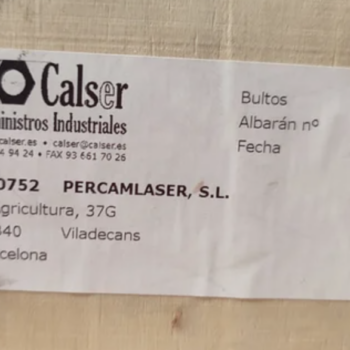 Calser
inistros Industriales
calser.es • calser@calser.es
4 94 24 • FAX 93 661 70 26
Bultos
Albarán nº
Fecha
0752 PERCAMLASER, S.L.
gricultura, 37G
840 Viladecans
celona